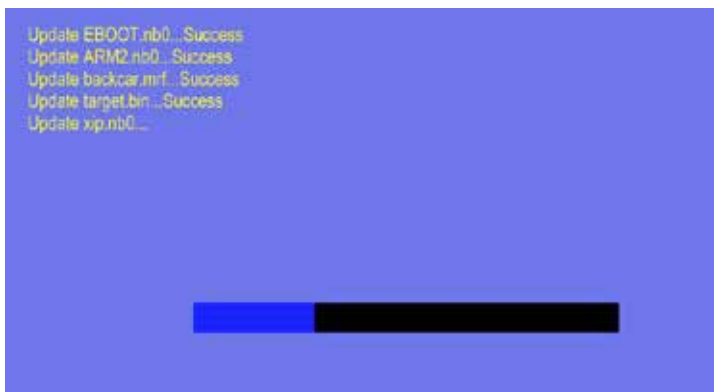 Update EBOOT.nb0...Success
Update ARM2.nb0...Success
Update backcar.mrf...Success
Update target.bin...Success
Update xip.nb0...